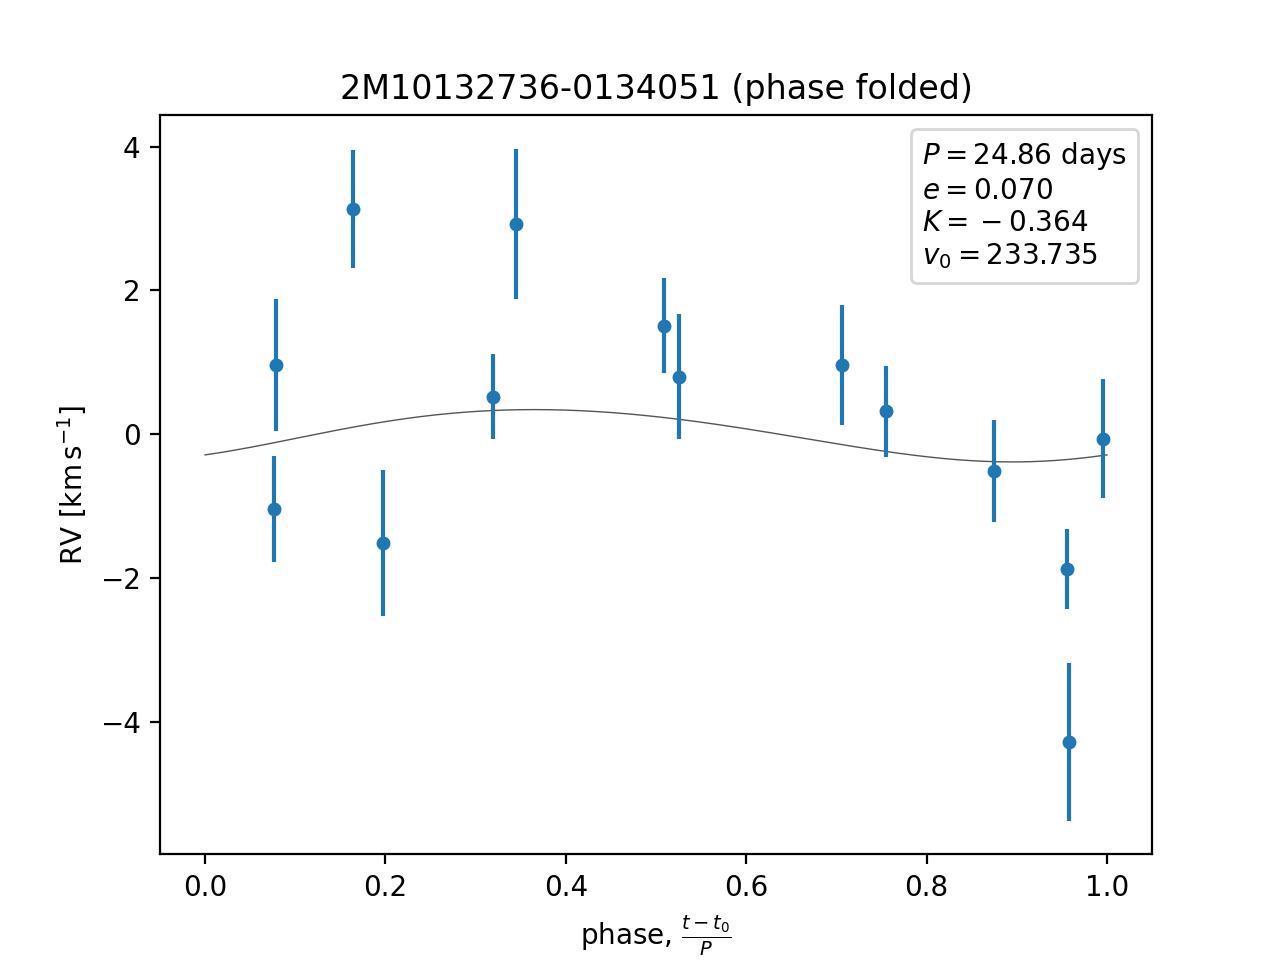 2M10132736-0134051 (phase folded)
P = 24.86 days
e = 0.070
K = −0.364
v₀ = 233.735
4
2
0
−2
−4
RV [km s⁻¹]
0.0 0.2 0.4 0.6 0.8 1.0
phase, (t − t₀)/P